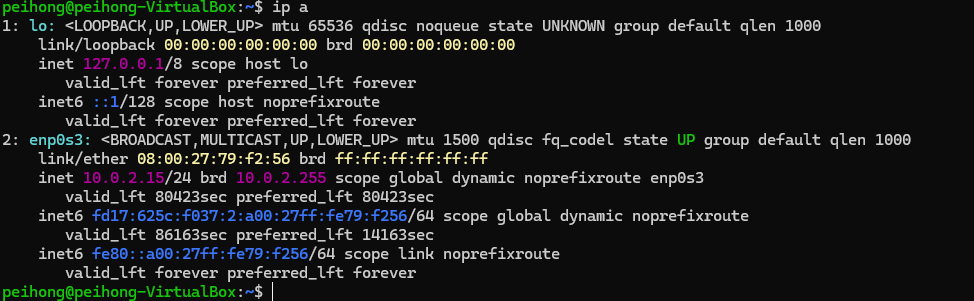 peihong@peihong-VirtualBox:~$ ip a
1: lo: <LOOPBACK,UP,LOWER_UP> mtu 65536 qdisc noqueue state UNKNOWN group default qlen 1000
    link/loopback 00:00:00:00:00:00 brd 00:00:00:00:00:00
    inet 127.0.0.1/8 scope host lo
       valid_lft forever preferred_lft forever
    inet6 ::1/128 scope host noprefixroute
       valid_lft forever preferred_lft forever
2: enp0s3: <BROADCAST,MULTICAST,UP,LOWER_UP> mtu 1500 qdisc fq_codel state UP group default qlen 1000
    link/ether 08:00:27:79:f2:56 brd ff:ff:ff:ff:ff:ff
    inet 10.0.2.15/24 brd 10.0.2.255 scope global dynamic noprefixroute enp0s3
       valid_lft 80423sec preferred_lft 80423sec
    inet6 fd17:625c:f037:2:a00:27ff:fe79:f256/64 scope global dynamic noprefixroute
       valid_lft 86163sec preferred_lft 14163sec
    inet6 fe80::a00:27ff:fe79:f256/64 scope link noprefixroute
       valid_lft forever preferred_lft forever
peihong@peihong-VirtualBox:~$